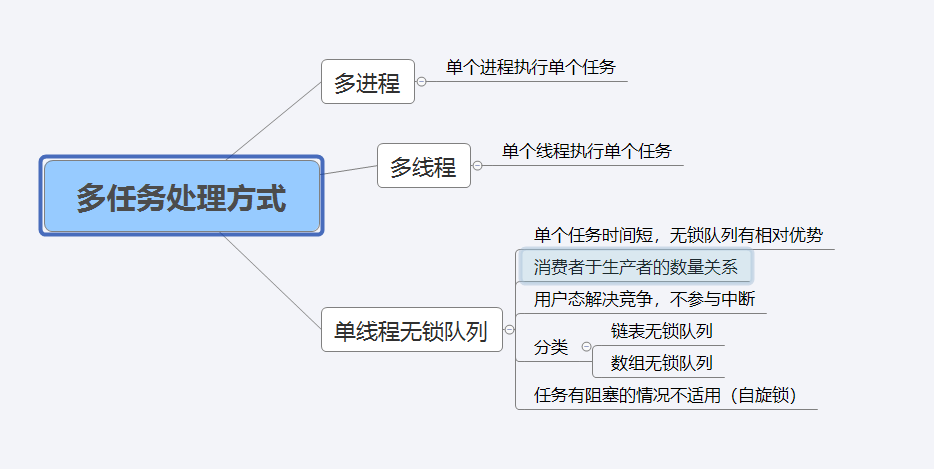 多进程
单个进程执行单个任务
多线程
单个线程执行单个任务
多任务处理方式
单线程无锁队列
单个任务时间短，无锁队列有相对优势
消费者于生产者的数量关系
用户态解决竞争，不参与中断
分类
链表无锁队列
数组无锁队列
任务有阻塞的情况不适用（自旋锁）